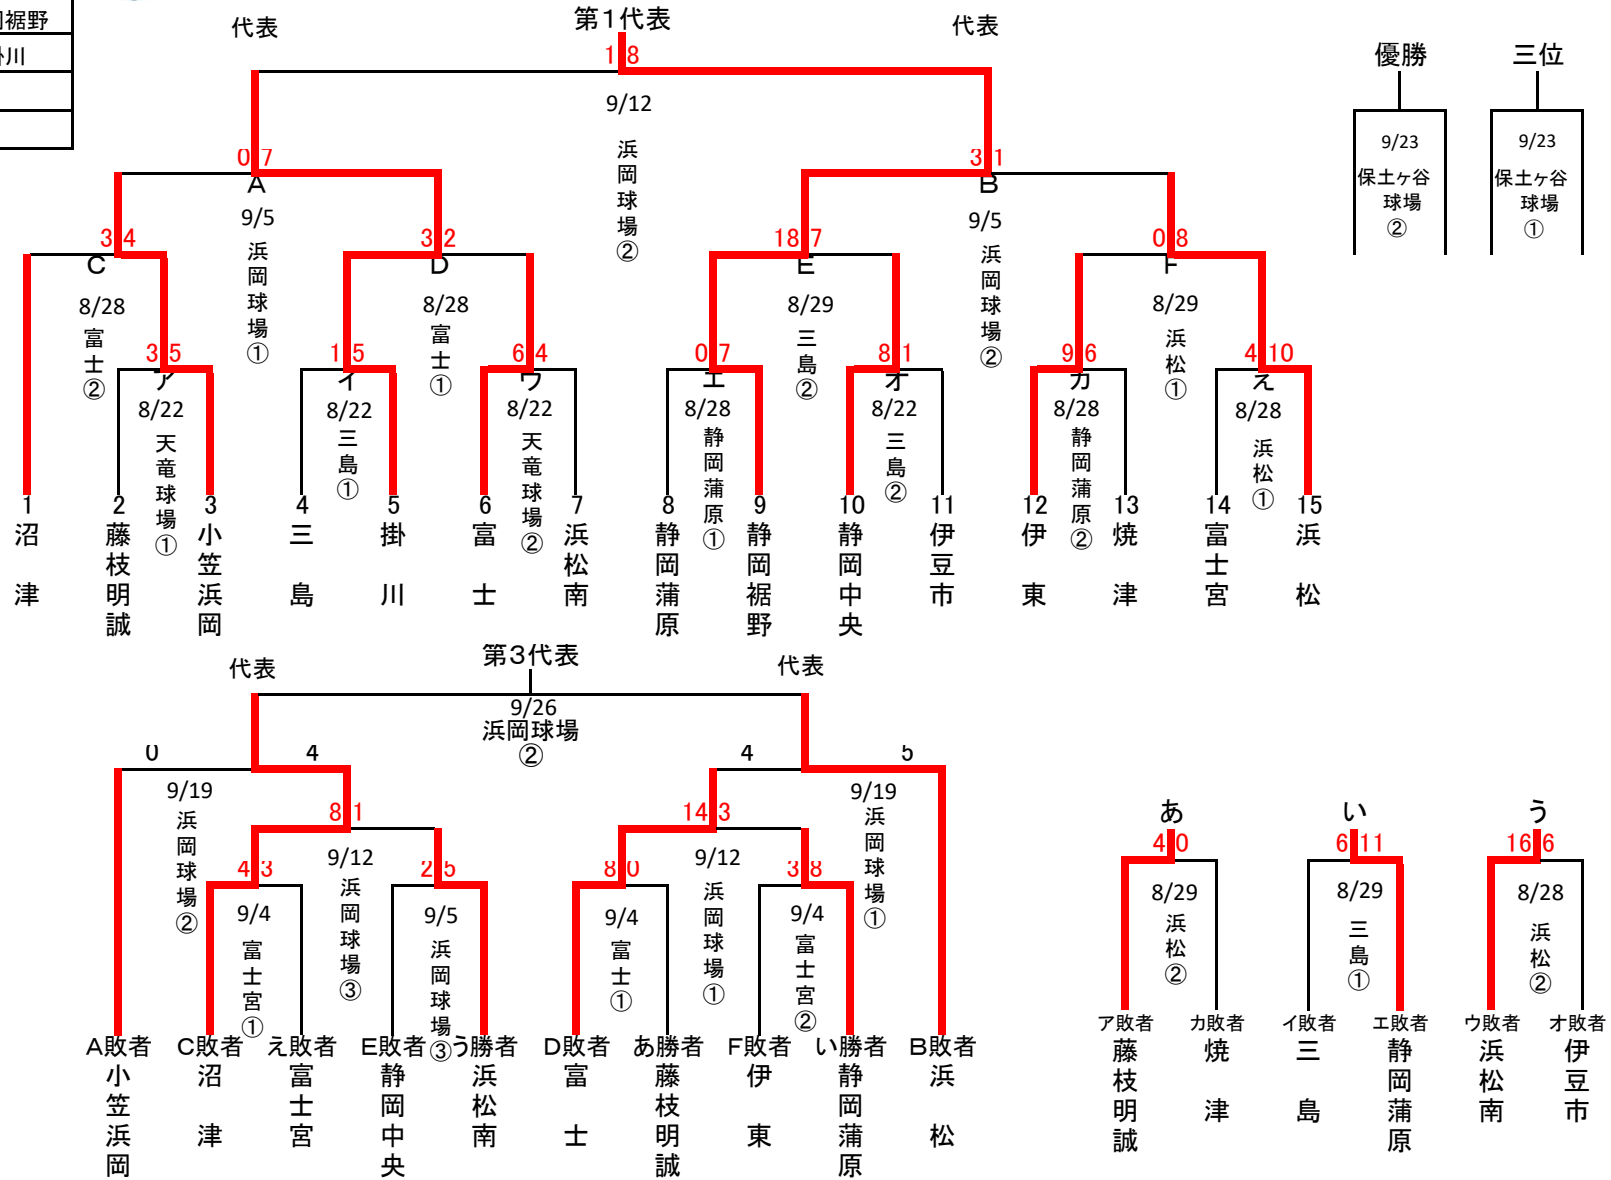 裾野
川
代表
第1代表
代表
1 8
9/12
浜岡球場②
優勝
9/23
保土ヶ谷
球場
②
三位
9/23
保土ヶ谷
球場
①
0 7
A
9/5
浜岡球場①
3 1
B
9/5
浜岡球場②
3 4
C
8/28
富士②
3 2
D
8/28
富士①
18 7
E
8/29
三島②
0 8
F
8/29
浜松①
3 5
ア
8/22
天竜球場①
1 5
イ
8/22
三島①
6 4
ウ
8/22
天竜球場②
0 7
エ
8/28
静岡蒲原①
8 1
オ
8/22
三島②
9 6
カ
8/28
静岡蒲原②
4 10
え
8/28
浜松①
1
沼津
2
藤枝明誠
3
小笠浜岡
4
三島
5
掛川
6
富士
7
浜松南
8
静岡蒲原
9
静岡裾野
10
静岡中央
11
伊豆市
12
伊東
13
焼津
14
富士宮
15
浜松
代表
第3代表
代表
9/26
浜岡球場
②
0 4
9/19
浜岡球場②
4 5
9/19
浜岡球場①
8 1
9/12
浜岡球場③
14 3
9/12
浜岡球場①
4 3
9/4
富士宮①
2 5
9/5
浜岡球場③
8 0
9/4
富士①
3 8
9/4
富士宮②
A敗者
小笠浜岡
C敗者
沼津
え敗者
富士宮
E敗者
静岡中央
う勝者
浜松南
D敗者
富士
あ勝者
藤枝明誠
F敗者
伊東
い勝者
静岡蒲原
B敗者
浜松
あ
4 0
8/29
浜松②
ア敗者
藤枝明誠
カ敗者
焼津
い
6 11
8/29
三島①
イ敗者
三島
エ敗者
静岡蒲原
う
16 6
8/28
浜松②
ウ敗者
浜松南
オ敗者
伊豆市